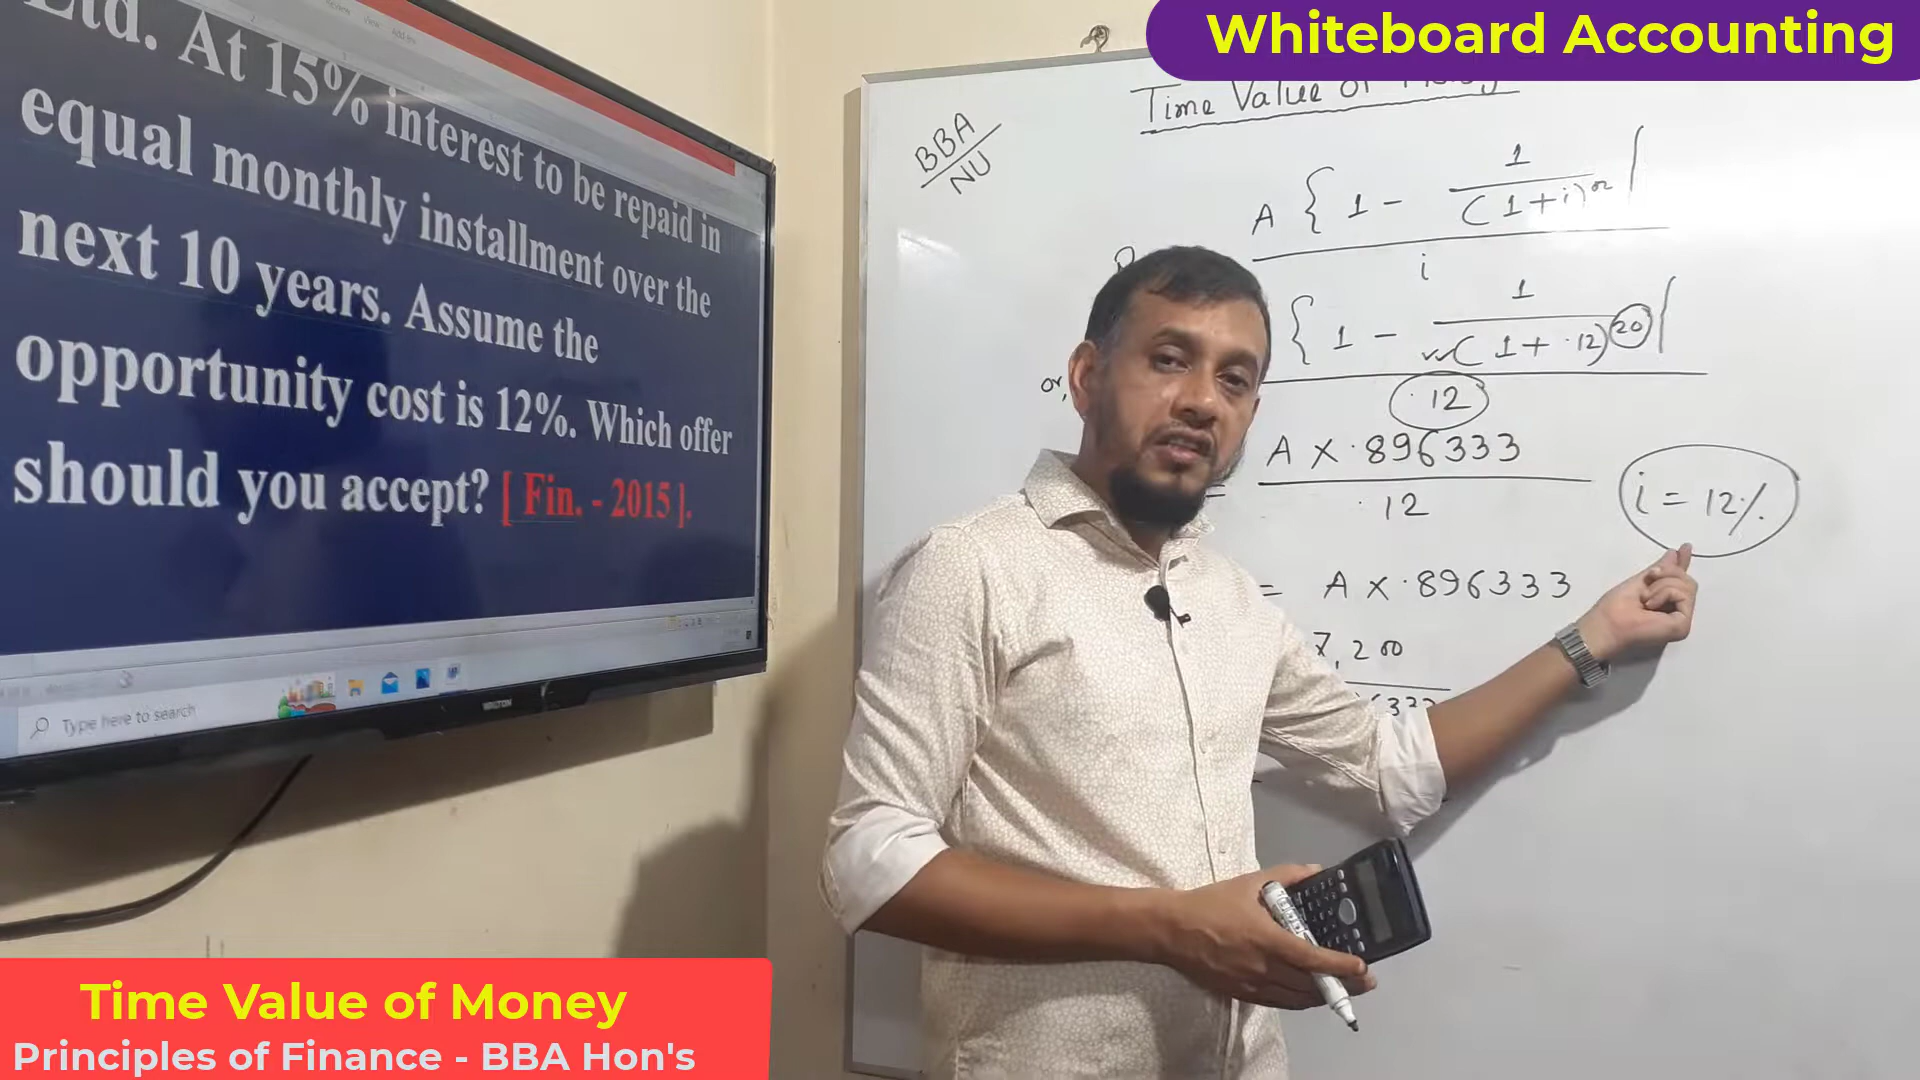 Whiteboard Accounting
Ltd. At 15% interest to be repaid in
equal monthly installment over the
next 10 years. Assume the
opportunity cost is 12%. Which offer
should you accept? [ Fin. - 2015 ].
Type here to search
BBA
NU
Time Value of
A { 1 - 1
(1+i)n
i
{ 1 - 1
(1+.12)20
or, .12
A × .896333
.12
i = 12%
= A × .896333
7,200
Time Value of Money
Principles of Finance - BBA Hon's